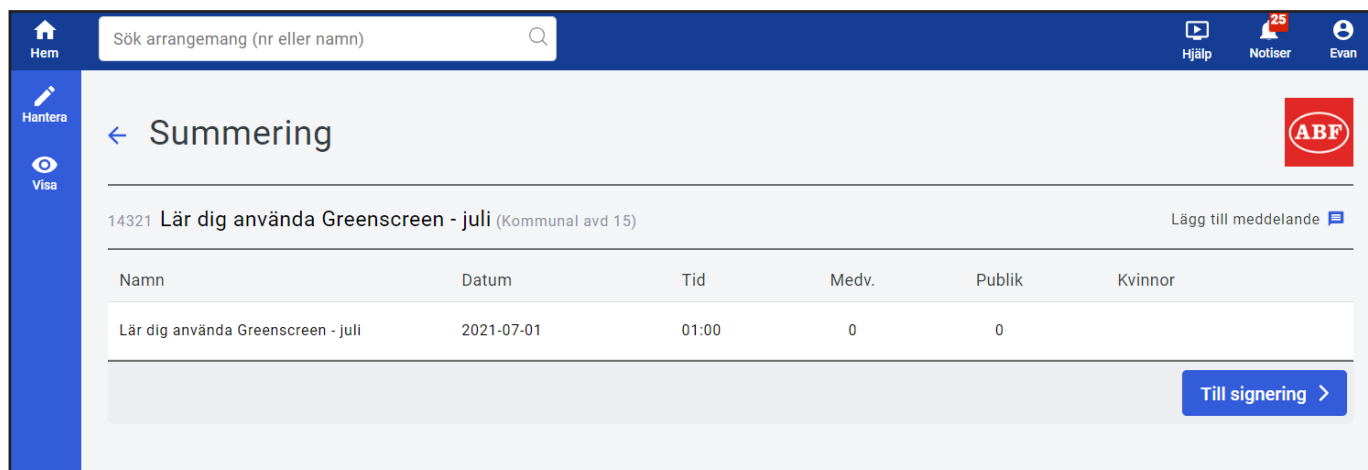 Hem
Sök arrangemang (nr eller namn)
Hjälp
25
Notiser
Evan
Hantera
Visa
Summering
ABF
14321 Lär dig använda Greenscreen - juli (Kommunal avd 15)
Lägg till meddelande
Namn Datum Tid Medv. Publik Kvinnor
Lär dig använda Greenscreen - juli 2021-07-01 01:00 0 0
Till signering